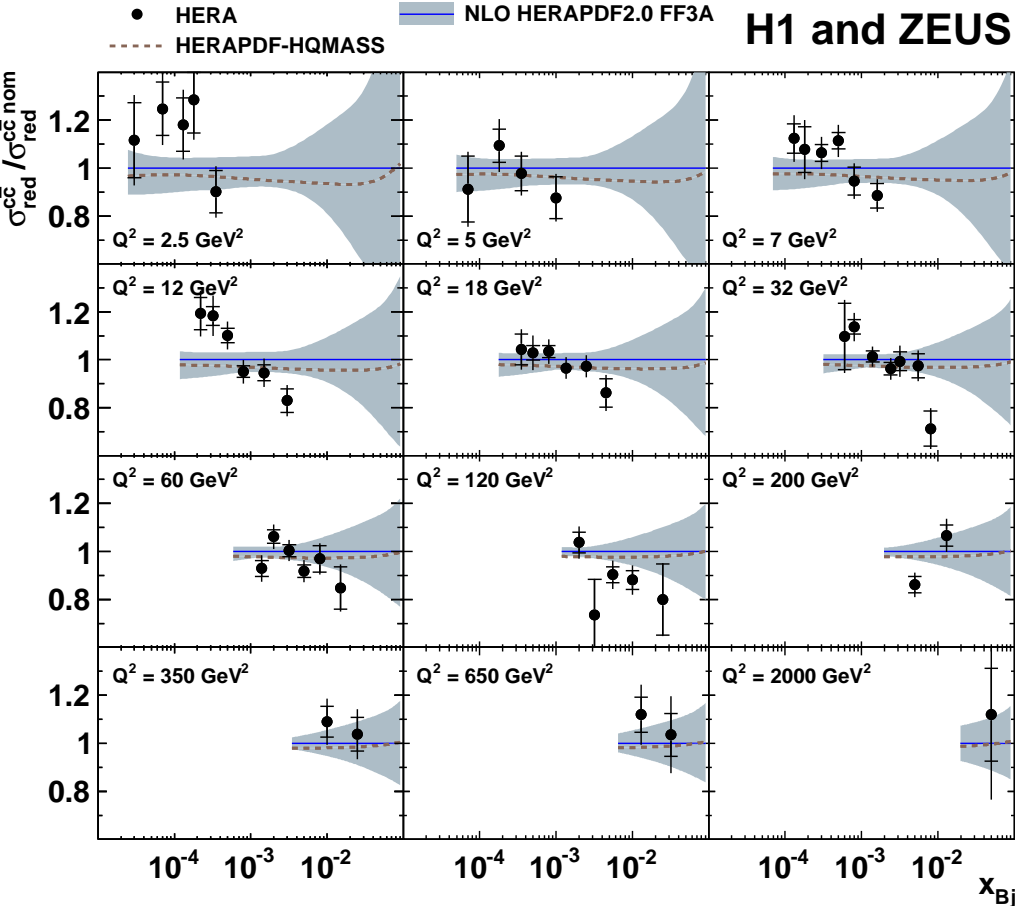 HERA
NLO HERAPDF2.0 FF3A
HERAPDF-HQMASS
H1 and ZEUS
σ_red^{cc̄} / σ_red^{cc̄ nom}
1.2
1
0.8
Q² = 2.5 GeV²
Q² = 5 GeV²
Q² = 7 GeV²
1.2
1
0.8
Q² = 12 GeV²
Q² = 18 GeV²
Q² = 32 GeV²
1.2
1
0.8
Q² = 60 GeV²
Q² = 120 GeV²
Q² = 200 GeV²
1.2
1
0.8
Q² = 350 GeV²
Q² = 650 GeV²
Q² = 2000 GeV²
10⁻⁴ 10⁻³ 10⁻² 10⁻⁴ 10⁻³ 10⁻² 10⁻⁴ 10⁻³ 10⁻²
x_Bj